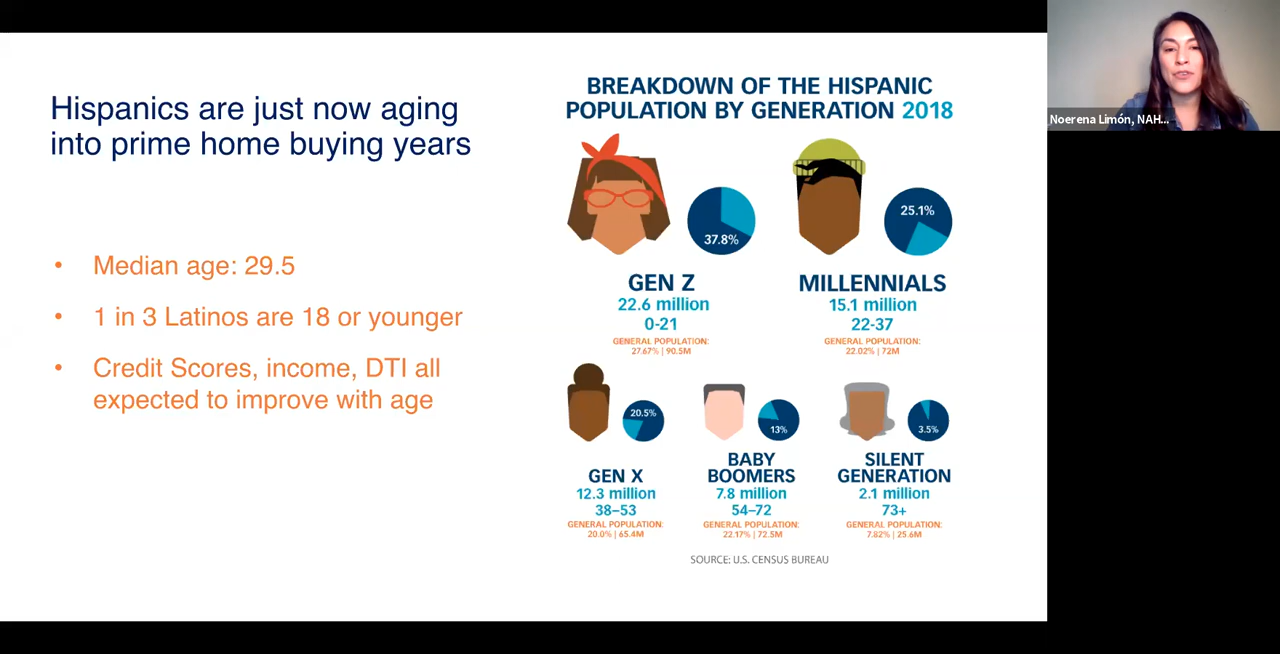 Hispanics are just now aging
into prime home buying years
• Median age: 29.5
• 1 in 3 Latinos are 18 or younger
• Credit Scores, income, DTI all
expected to improve with age
BREAKDOWN OF THE HISPANIC
POPULATION BY GENERATION 2018
37.8%
GEN Z
22.6 million
0-21
GENERAL POPULATION:
27.67% | 90.5M
25.1%
MILLENNIALS
15.1 million
22-37
GENERAL POPULATION:
22.02% | 72M
20.5%
GEN X
12.3 million
38–53
GENERAL POPULATION:
20.0% | 65.4M
13%
BABY
BOOMERS
7.8 million
54–72
GENERAL POPULATION:
22.17% | 72.5M
3.5%
SILENT
GENERATION
2.1 million
73+
GENERAL POPULATION:
7.82% | 25.6M
SOURCE: U.S. CENSUS BUREAU
Noerena Limón, NAH...